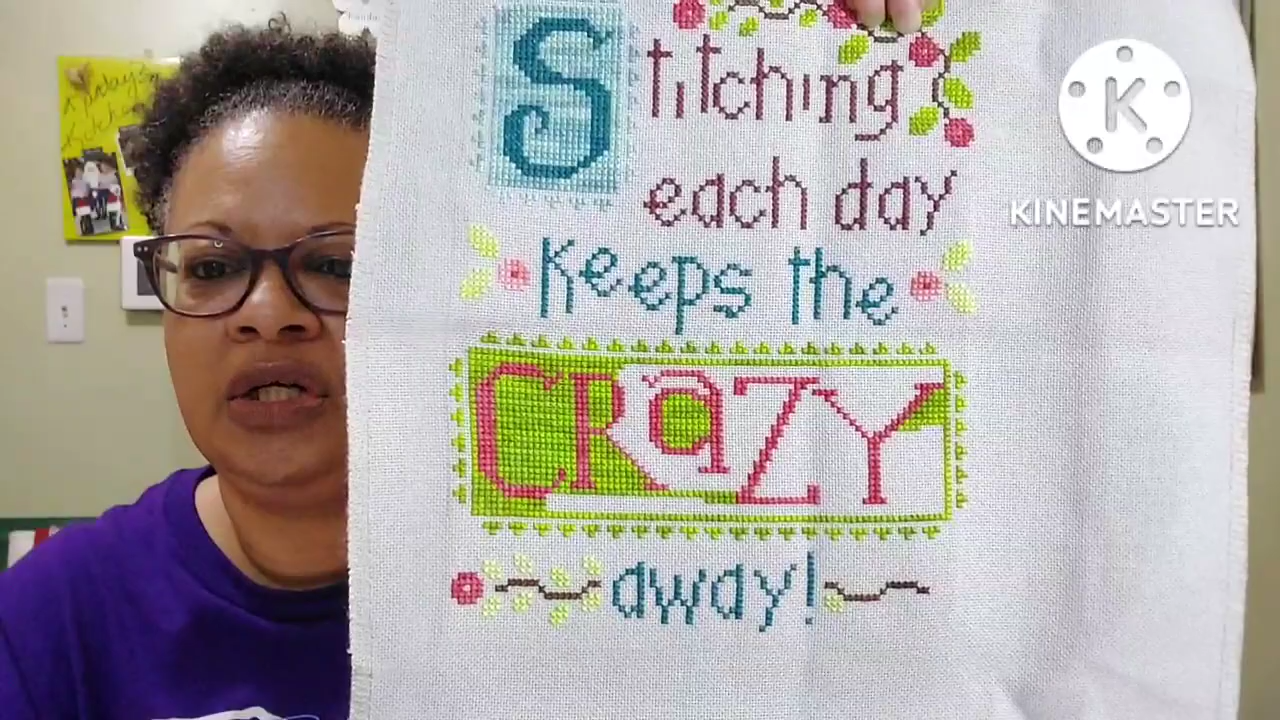 Stitching
each day
keeps the
CRaZY
away!
K
KINEMASTER